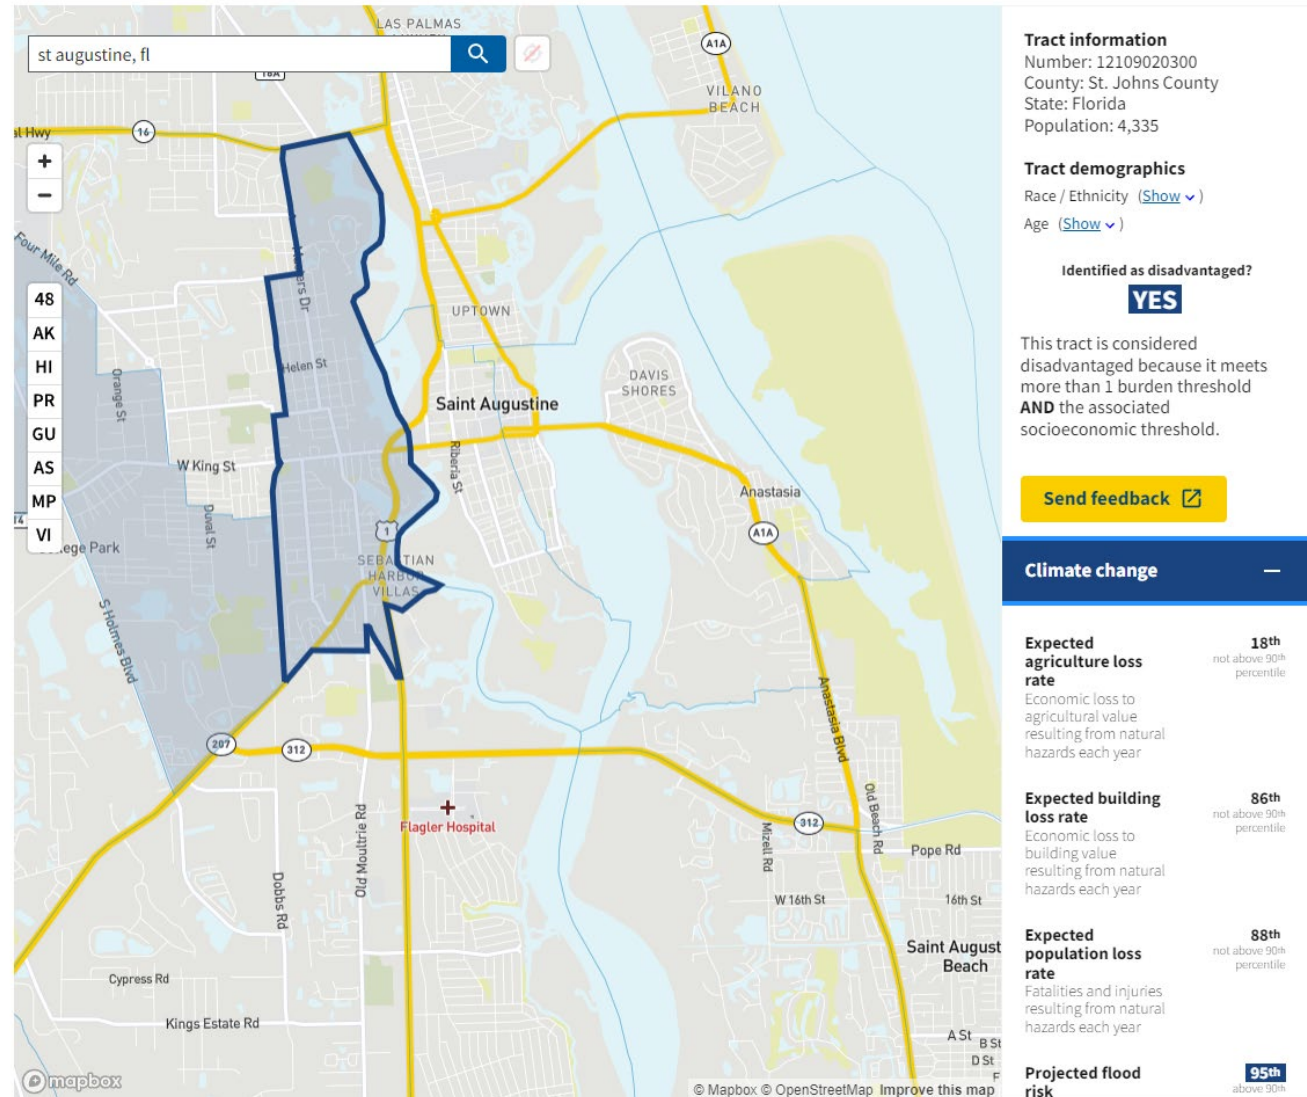 st augustine, fl
LAS PALMAS
16A
A1A
VILANO
BEACH
al Hwy
16
+
−
Four Mile Rd
Masters Dr
UPTOWN
48
AK
HI
PR
GU
AS
MP
VI
Orange St
Helen St
DAVIS
SHORES
Saint Augustine
Riberia St
W King St
Duval St
Anastasia
A1A
1
ege Park
SEBASTIAN
HARBOR
VILLAS
S Holmes Blvd
Anastasia Blvd
207
312
Old Beach Rd
Flagler Hospital
Old Moultrie Rd
Dobbs Rd
312
Mizell Rd
Pope Rd
W 16th St
16th St
Saint August
Beach
Cypress Rd
Kings Estate Rd
A St
B St
D St
F
mapbox
© Mapbox © OpenStreetMap Improve this map
Tract information
Number: 12109020300
County: St. Johns County
State: Florida
Population: 4,335
Tract demographics
Race / Ethnicity (Show)
Age (Show)
Identified as disadvantaged?
YES
This tract is considered
disadvantaged because it meets
more than 1 burden threshold
AND the associated
socioeconomic threshold.
Send feedback
Climate change −
Expected
agriculture loss
rate
Economic loss to
agricultural value
resulting from natural
hazards each year
18th
not above 90th
percentile
Expected building
loss rate
Economic loss to
building value
resulting from natural
hazards each year
86th
not above 90th
percentile
Expected
population loss
rate
Fatalities and injuries
resulting from natural
hazards each year
88th
not above 90th
percentile
Projected flood
risk
95th
above 90th